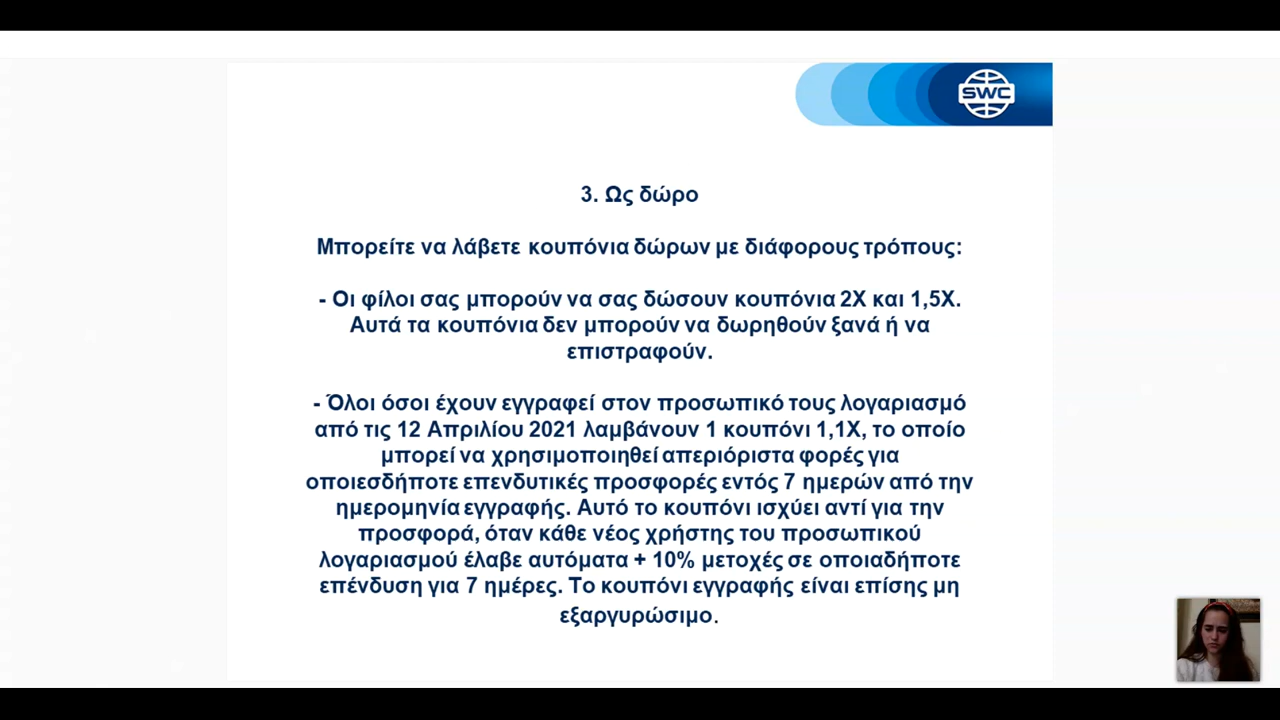 SWC
3. Ως δώρο
Μπορείτε να λάβετε κουπόνια δώρων με διάφορους τρόπους:
- Οι φίλοι σας μπορούν να σας δώσουν κουπόνια 2Χ και 1,5Χ.
Αυτά τα κουπόνια δεν μπορούν να δωρηθούν ξανά ή να
επιστραφούν.
- Όλοι όσοι έχουν εγγραφεί στον προσωπικό τους λογαριασμό
από τις 12 Απριλίου 2021 λαμβάνουν 1 κουπόνι 1,1Χ, το οποίο
μπορεί να χρησιμοποιηθεί απεριόριστα φορές για
οποιεσδήποτε επενδυτικές προσφορές εντός 7 ημερών από την
ημερομηνία εγγραφής. Αυτό το κουπόνι ισχύει αντί για την
προσφορά, όταν κάθε νέος χρήστης του προσωπικού
λογαριασμού έλαβε αυτόματα + 10% μετοχές σε οποιαδήποτε
επένδυση για 7 ημέρες. Το κουπόνι εγγραφής είναι επίσης μη
εξαργυρώσιμο.